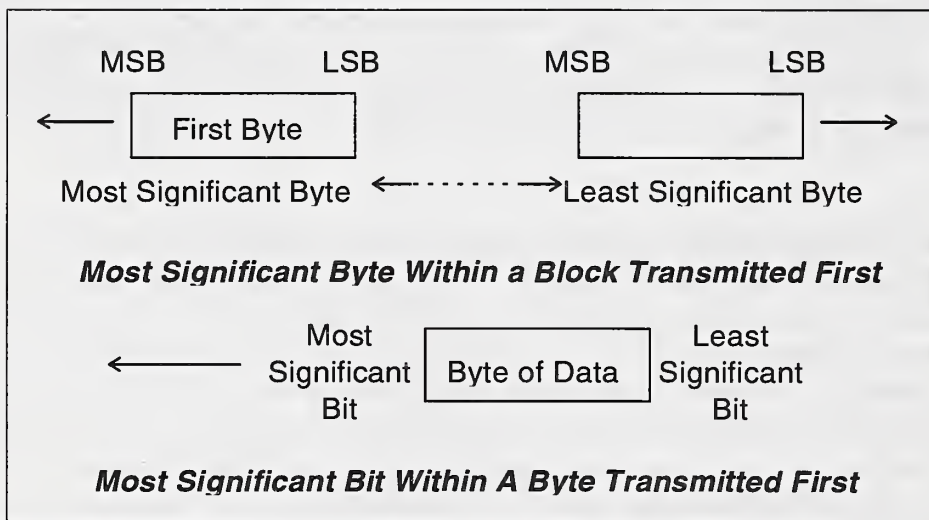 MSB LSB MSB LSB
First Byte
Most Significant Byte Least Significant Byte
Most Significant Byte Within a Block Transmitted First
Most Significant Bit
Byte of Data
Least Significant Bit
Most Significant Bit Within A Byte Transmitted First